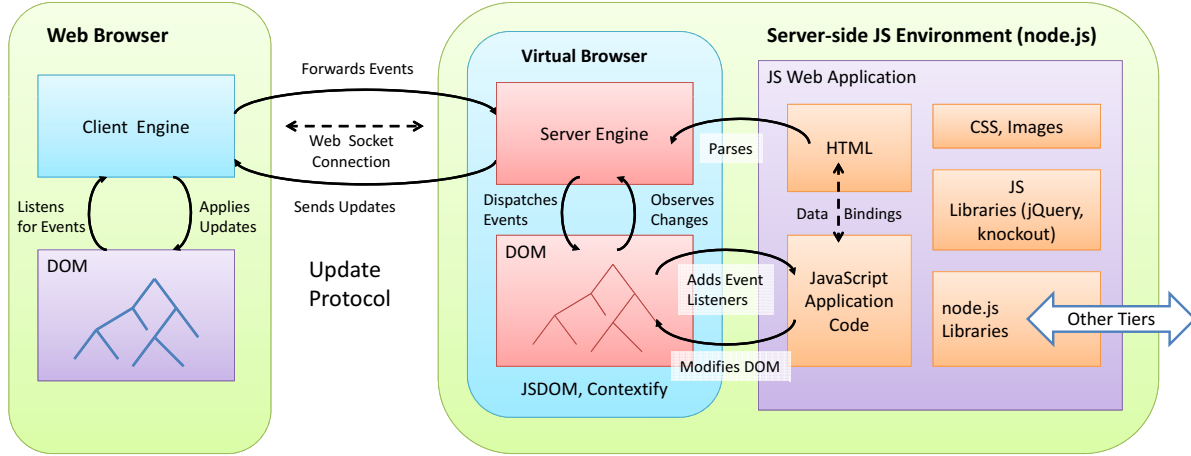 Web Browser
Client Engine
Listens
for Events
Applies
Updates
DOM
Forwards Events
Web Socket
Connection
Sends Updates
Update
Protocol
Server-side JS Environment (node.js)
Virtual Browser
Server Engine
Dispatches
Events
Observes
Changes
DOM
JSDOM, Contextify
Parses
Adds Event
Listeners
Modifies DOM
JS Web Application
HTML
Data Bindings
JavaScript
Application
Code
CSS, Images
JS
Libraries (jQuery,
knockout)
node.js
Libraries
Other Tiers